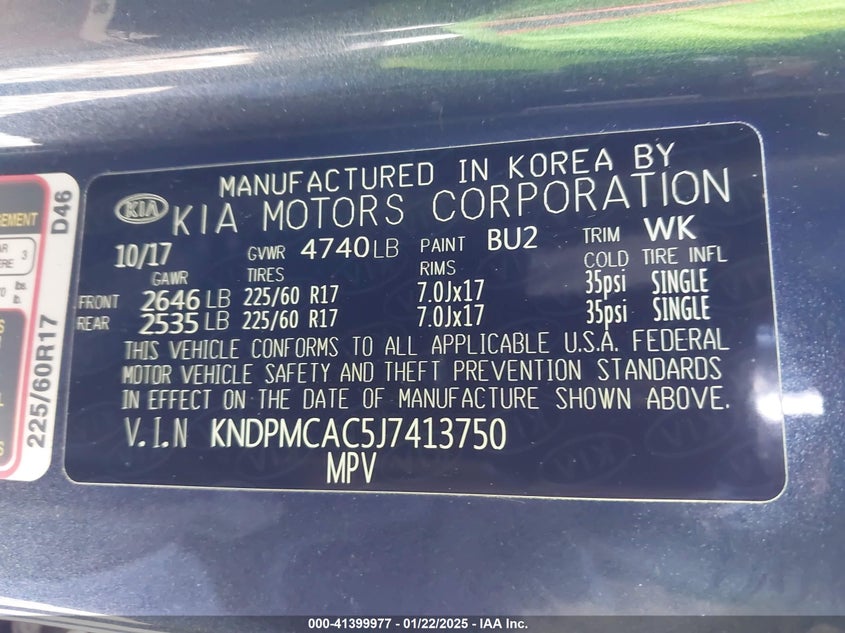 MANUFACTURED IN KOREA BY
KIA KIA MOTORS CORPORATION
10/17 GVWR 4740 LB PAINT BU2 TRIM WK
GAWR TIRES RIMS COLD TIRE INFL
FRONT 2646 LB 225/60 R17 7.0Jx17 35psi SINGLE
REAR 2535 LB 225/60 R17 7.0Jx17 35psi SINGLE
THIS VEHICLE CONFORMS TO ALL APPLICABLE U.S.A. FEDERAL
MOTOR VEHICLE SAFETY AND THEFT PREVENTION STANDARDS
IN EFFECT ON THE DATE OF MANUFACTURE SHOWN ABOVE.
V.I.N KNDPMCAC5J7413750
MPV
225/60R17 D46
000-41399977 - 01/22/2025 - IAA Inc.